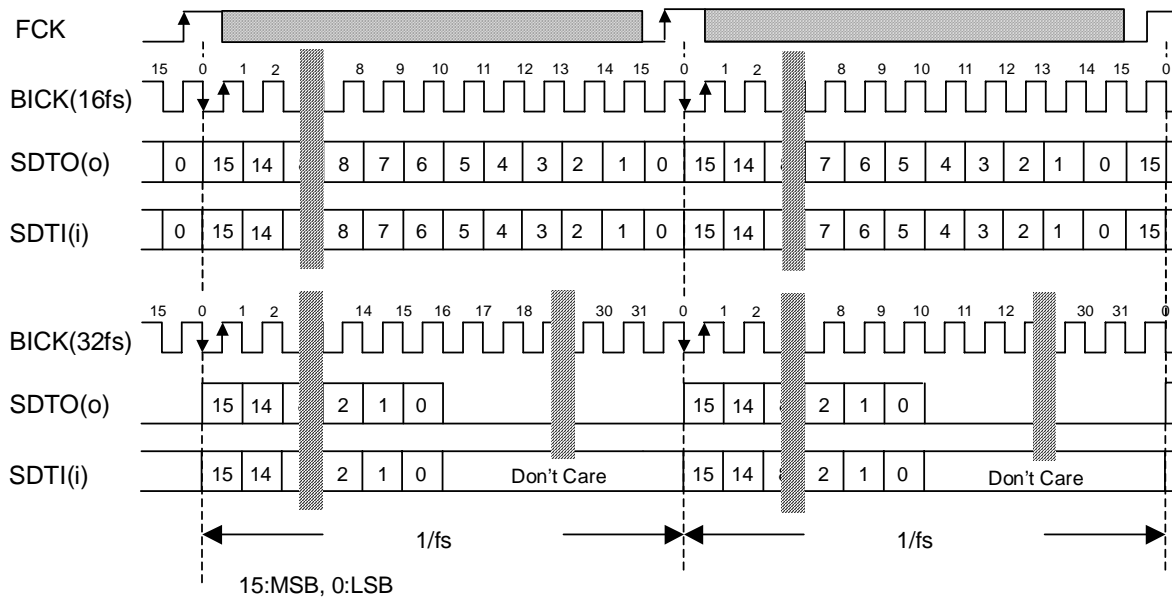 FCK
15 0 1 2 8 9 10 11 12 13 14 15 0 1 2 8 9 10 11 12 13 14 15 0
BICK(16fs)
SDTO(o) 0 15 14 8 7 6 5 4 3 2 1 0 15 14 7 6 5 4 3 2 1 0 15
SDTI(i) 0 15 14 8 7 6 5 4 3 2 1 0 15 14 7 6 5 4 3 2 1 0 15
15 0 1 2 14 15 16 17 18 30 31 0 1 2 8 9 10 11 12 30 31 0
BICK(32fs)
SDTO(o) 15 14 2 1 0 15 14 2 1 0
SDTI(i) 15 14 2 1 0 Don't Care 15 14 2 1 0 Don't Care
1/fs 1/fs
15:MSB, 0:LSB